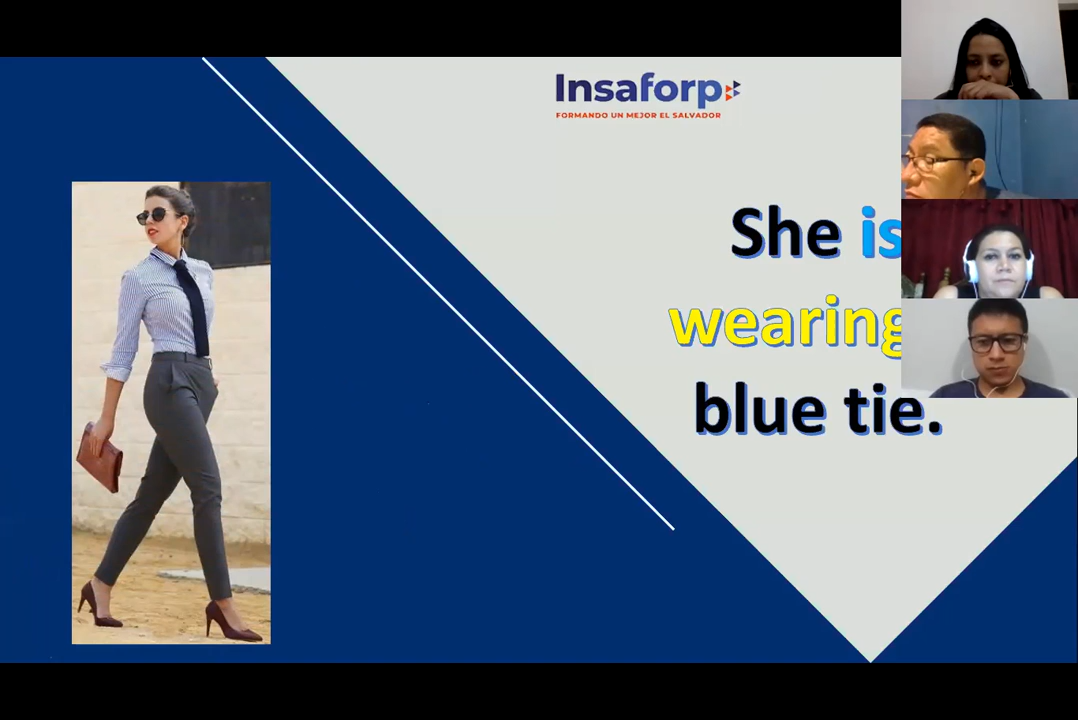 Insaforp
FORMANDO UN MEJOR EL SALVADOR
She is
wearing
blue tie.